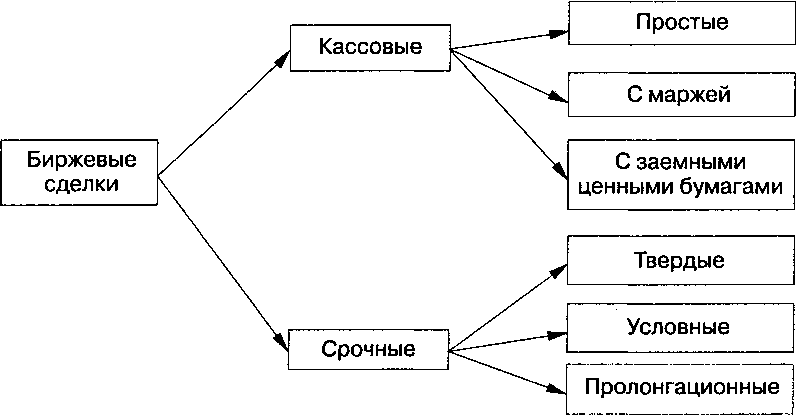 Биржевые
сделки
Кассовые
Простые
С маржей
С заемными
ценными бумагами
Срочные
Твердые
Условные
Пролонгационные